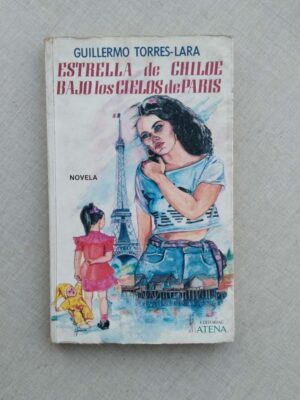 GUILLERMO TORRES-LARA
ESTRELLA de CHILOE
BAJO los CIELOS de PARIS
NOVELA
EDITORIAL
ATENA